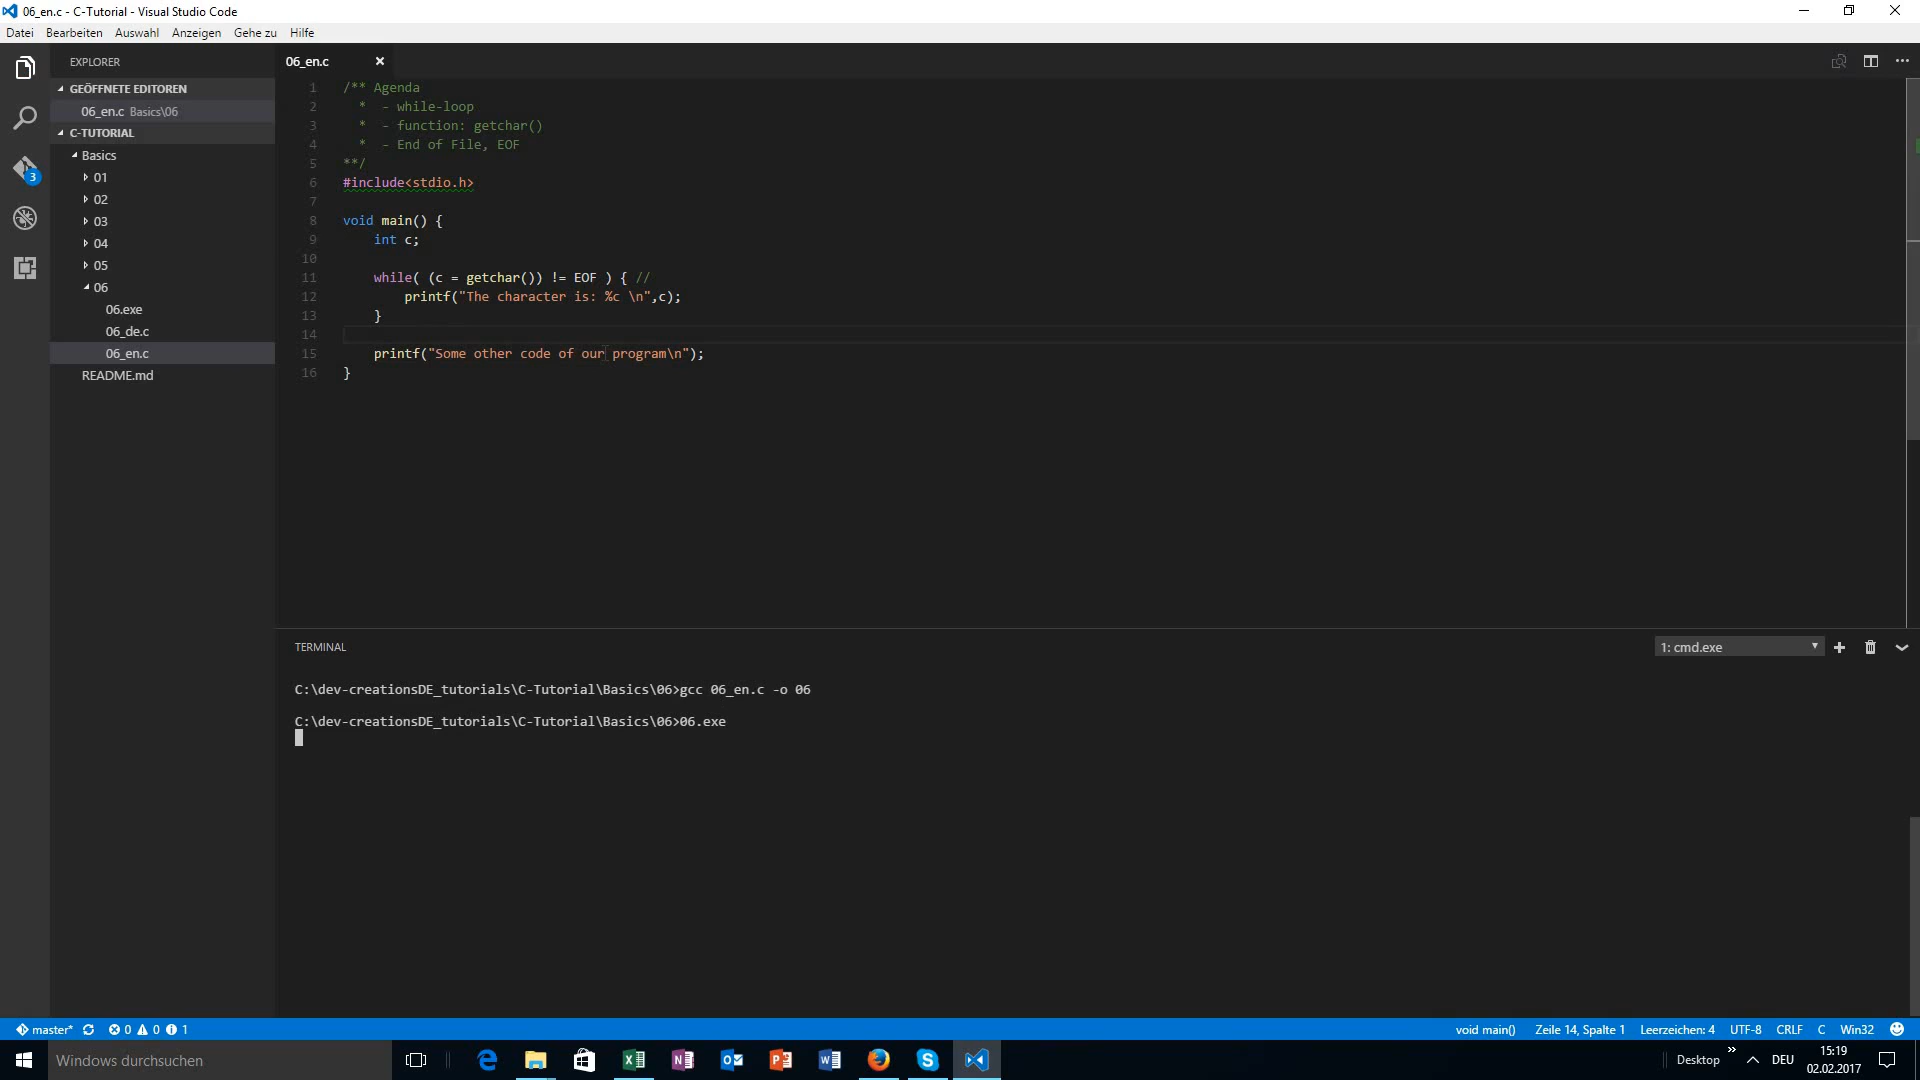 06_en.c - C-Tutorial - Visual Studio Code
Datei Bearbeiten Auswahl Anzeigen Gehe zu Hilfe
EXPLORER
GEÖFFNETE EDITOREN
06_en.c Basics\06
C-TUTORIAL
Basics
01
02
03
04
05
06
06.exe
06_de.c
06_en.c
README.md
3
06_en.c
1 /** Agenda
2 * - while-loop
3 * - function: getchar()
4 * - End of File, EOF
5 **/
6 #include<stdio.h>
7
8 void main() {
9 int c;
10
11 while( (c = getchar()) != EOF ) { //
12 printf("The character is: %c \n",c);
13 }
14
15 printf("Some other code of our program\n");
16 }
TERMINAL
1: cmd.exe
C:\dev-creationsDE_tutorials\C-Tutorial\Basics\06>gcc 06_en.c -o 06
C:\dev-creationsDE_tutorials\C-Tutorial\Basics\06>06.exe
master* 0 0 1
void main() Zeile 14, Spalte 1 Leerzeichen: 4 UTF-8 CRLF C Win32
Windows durchsuchen
Desktop DEU
15:19
02.02.2017